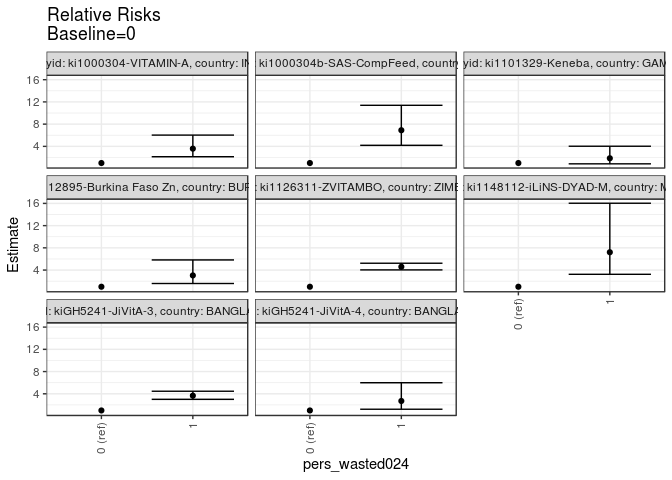 Relative Risks
Baseline=0
yid: ki1000304-VITAMIN-A, country: IN
ki1000304b-SAS-CompFeed, country
yid: ki1101329-Keneba, country: GAM
16
12
8
4
12895-Burkina Faso Zn, country: BUR
: ki1126311-ZVITAMBO, country: ZIMB
ki1148112-iLiNS-DYAD-M, country: M
16
12
8
4
0 (ref)
1
: kiGH5241-JiVitA-3, country: BANGLA
: kiGH5241-JiVitA-4, country: BANGLA
16
12
8
4
0 (ref)
1
0 (ref)
1
Estimate
pers_wasted024